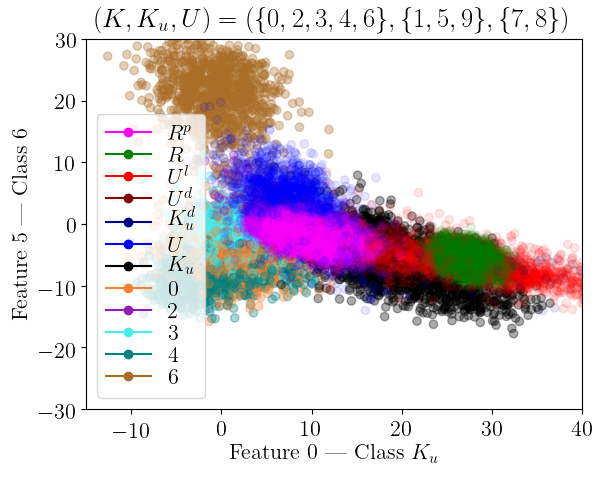 (K, K_u, U) = ({0, 2, 3, 4, 6}, {1, 5, 9}, {7, 8})
30
20
10
0
−10
−20
−30
Feature 5 — Class 6
R^p
R
U^l
U^d
K_u^d
U
K_u
0
2
3
4
6
−10
0
10
20
30
40
Feature 0 — Class K_u